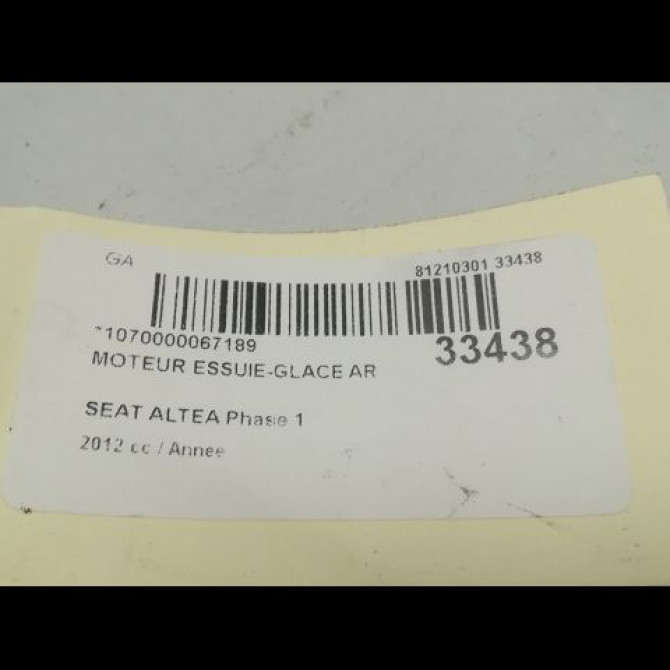 GA
81210301 33438
*1070000067189
33438
MOTEUR ESSUIE-GLACE AR
SEAT ALTEA Phase 1
2012 cc / Annee